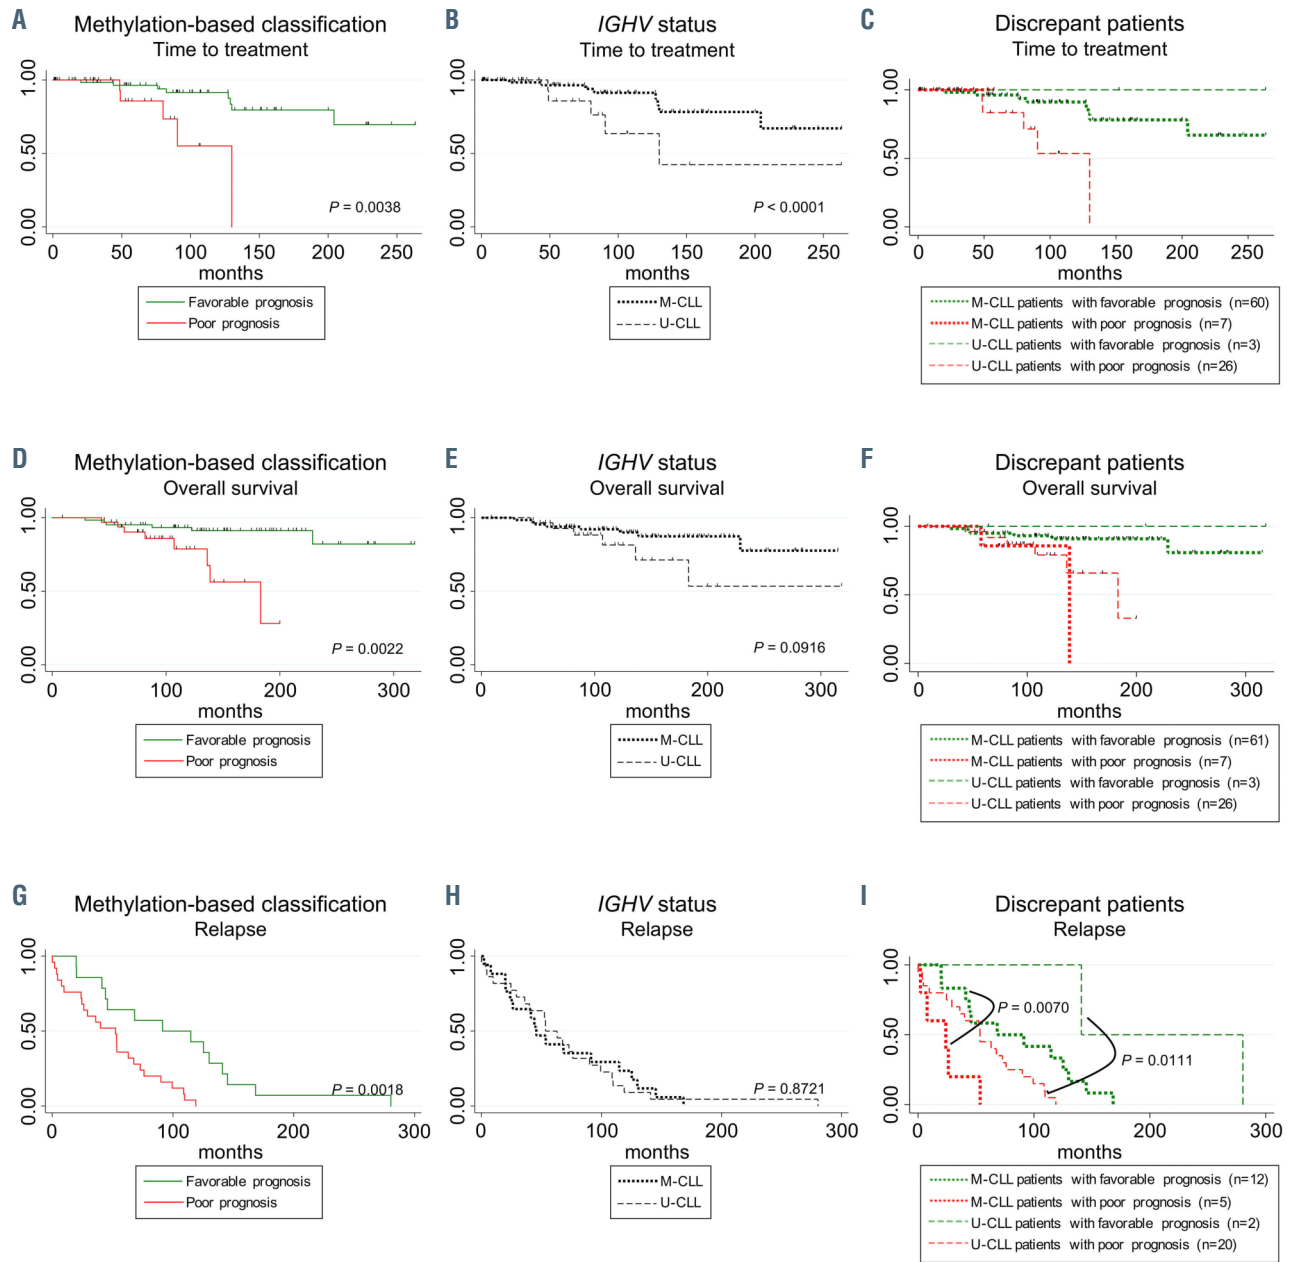 A
Methylation-based classification
Time to treatment
1.00
0.50
0.00
P = 0.0038
0 50 100 150 200 250
months
Favorable prognosis
Poor prognosis
B
IGHV status
Time to treatment
1.00
0.50
0.00
P < 0.0001
0 50 100 150 200 250
months
M-CLL
U-CLL
C
Discrepant patients
Time to treatment
1.00
0.50
0.00
0 50 100 150 200 250
months
M-CLL patients with favorable prognosis (n=60)
M-CLL patients with poor prognosis (n=7)
U-CLL patients with favorable prognosis (n=3)
U-CLL patients with poor prognosis (n=26)
D
Methylation-based classification
Overall survival
1.00
0.50
0.00
P = 0.0022
0 100 200 300
months
Favorable prognosis
Poor prognosis
E
IGHV status
Overall survival
1.00
0.50
0.00
P = 0.0916
0 100 200 300
months
M-CLL
U-CLL
F
Discrepant patients
Overall survival
1.00
0.50
0.00
0 100 200 300
months
M-CLL patients with favorable prognosis (n=61)
M-CLL patients with poor prognosis (n=7)
U-CLL patients with favorable prognosis (n=3)
U-CLL patients with poor prognosis (n=26)
G
Methylation-based classification
Relapse
1.00
0.50
0.00
P = 0.0018
0 100 200 300
months
Favorable prognosis
Poor prognosis
H
IGHV status
Relapse
1.00
0.50
0.00
P = 0.8721
0 100 200 300
months
M-CLL
U-CLL
I
Discrepant patients
Relapse
1.00
0.50
0.00
P = 0.0070
P = 0.0111
0 100 200 300
months
M-CLL patients with favorable prognosis (n=12)
M-CLL patients with poor prognosis (n=5)
U-CLL patients with favorable prognosis (n=2)
U-CLL patients with poor prognosis (n=20)